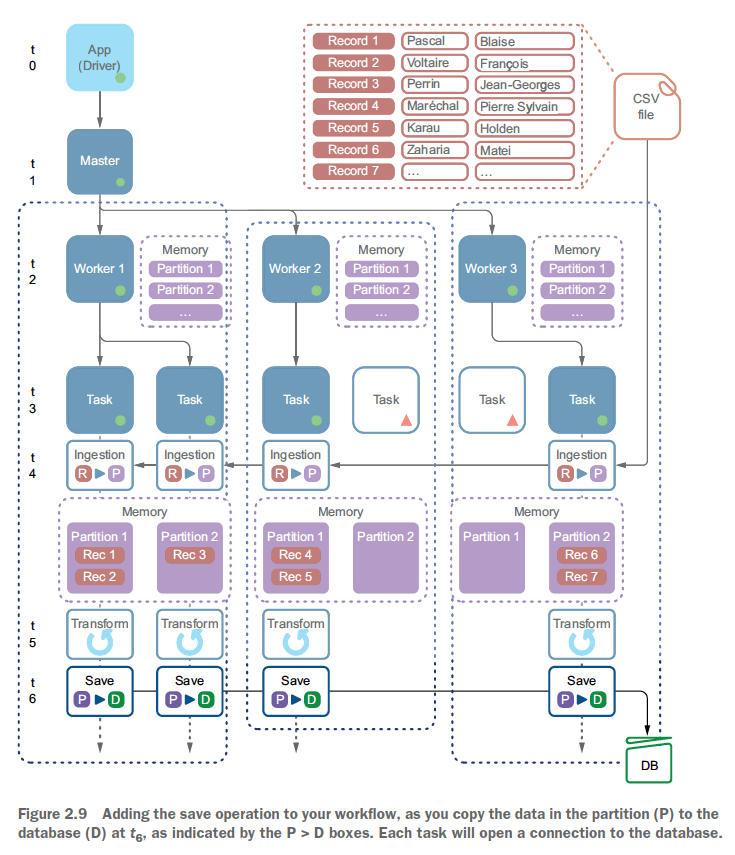 t
0
App
(Driver)
Record 1 Pascal Blaise
Record 2 Voltaire François
Record 3 Perrin Jean-Georges
Record 4 Maréchal Pierre Sylvain
Record 5 Karau Holden
Record 6 Zaharia Matei
Record 7 ... ...
CSV
file
t
1
Master
t
2
Worker 1
Memory
Partition 1
Partition 2
...
Worker 2
Memory
Partition 1
Partition 2
...
Worker 3
Memory
Partition 1
Partition 2
...
t
3
Task Task Task Task Task Task
t
4
Ingestion Ingestion Ingestion Ingestion
R P R P R P R P
Memory Memory Memory
Partition 1 Partition 2 Partition 1 Partition 2 Partition 1 Partition 2
Rec 1 Rec 3 Rec 4 Rec 6
Rec 2 Rec 5 Rec 7
t
5
Transform Transform Transform Transform
t
6
Save Save Save Save
P D P D P D P D
DB
Figure 2.9 Adding the save operation to your workflow, as you copy the data in the partition (P) to the
database (D) at t6, as indicated by the P > D boxes. Each task will open a connection to the database.